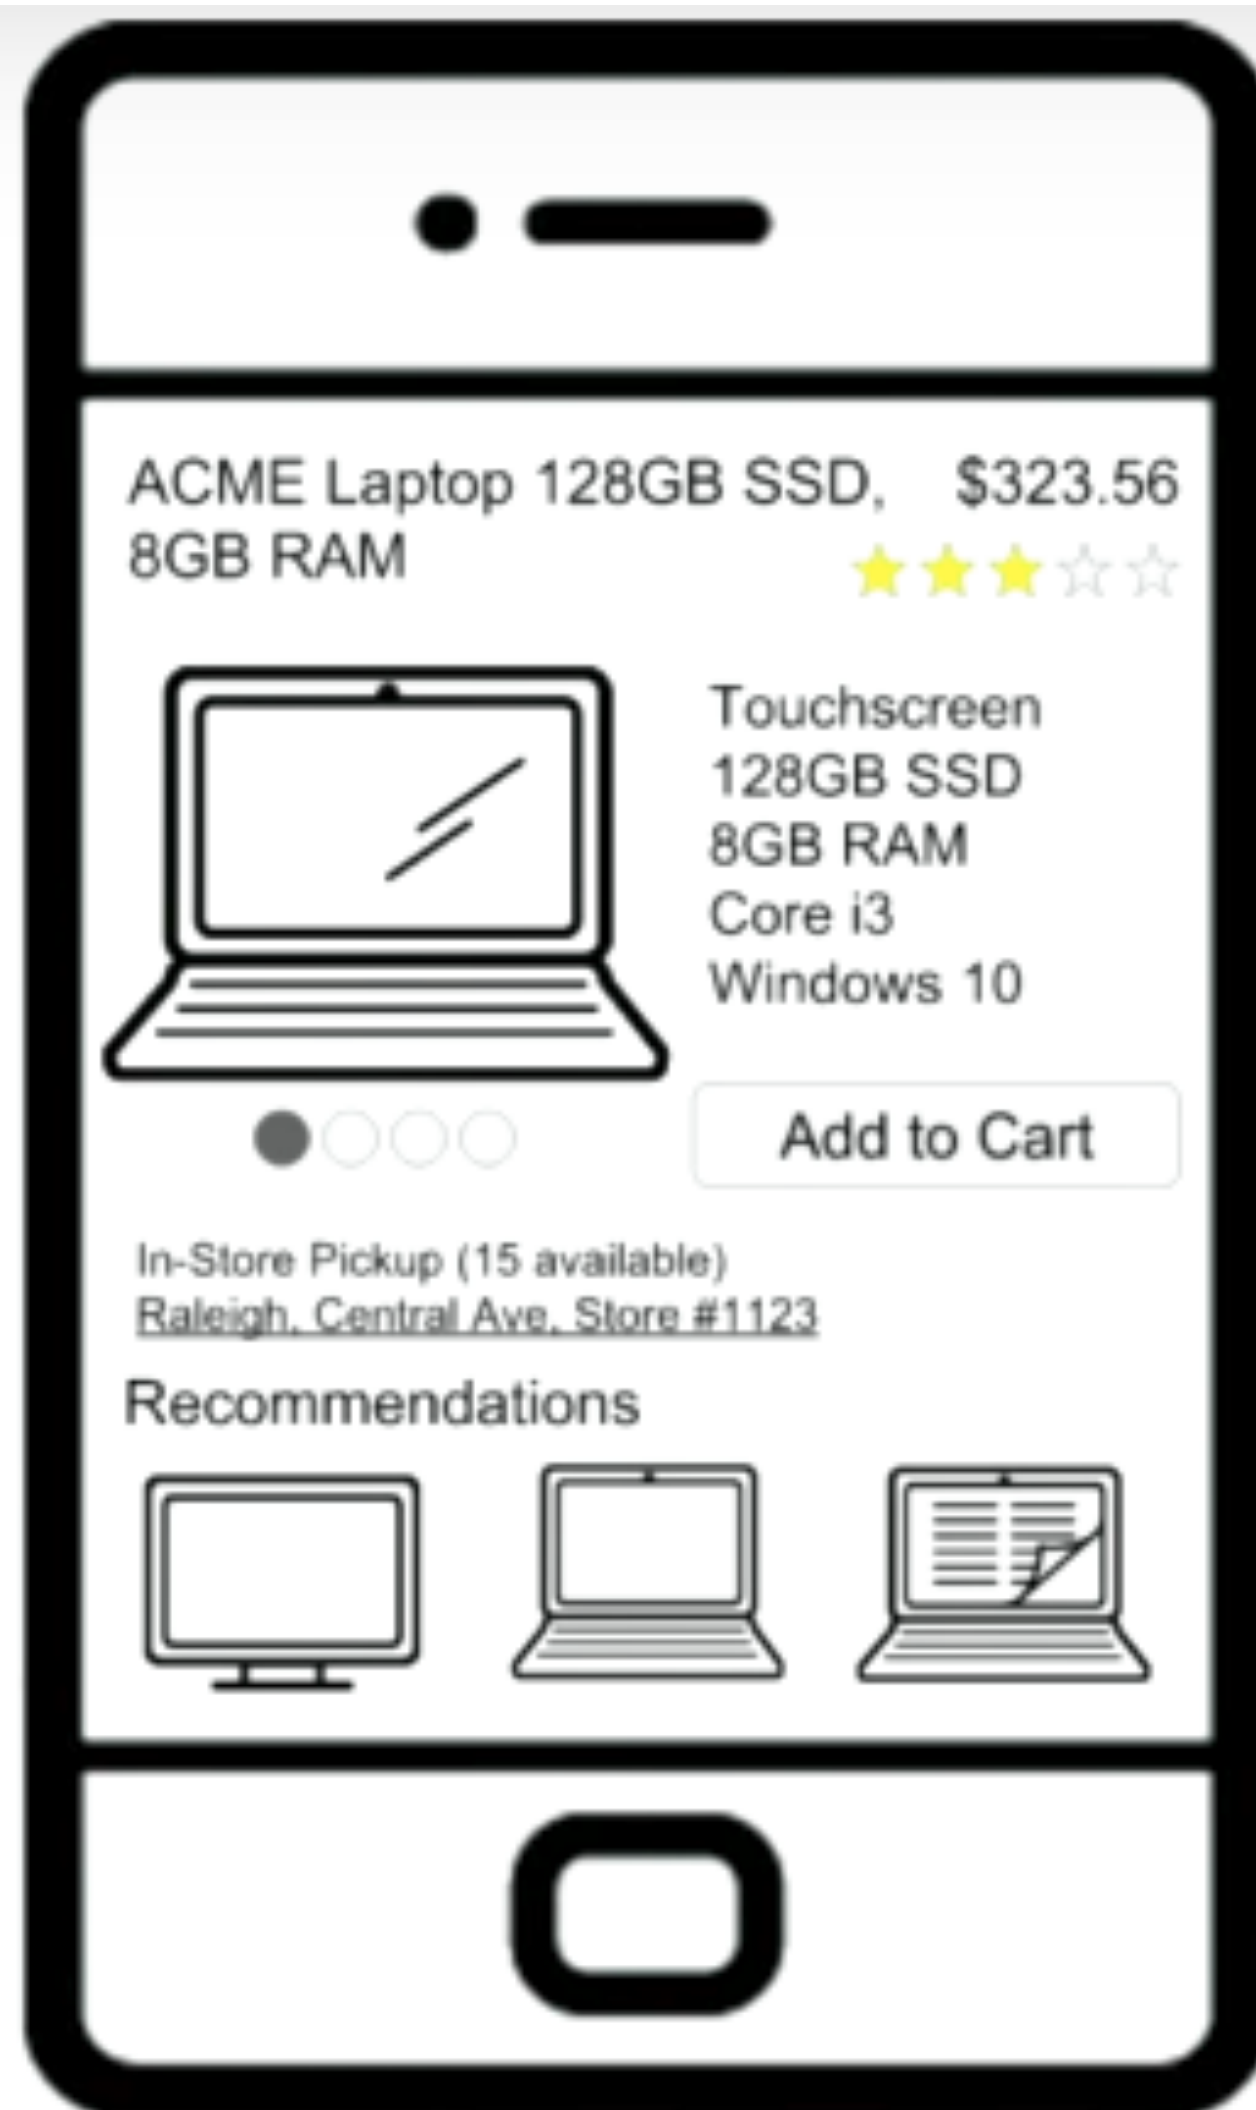 ACME Laptop 128GB SSD, $323.56
8GB RAM
Touchscreen
128GB SSD
8GB RAM
Core i3
Windows 10
Add to Cart
In-Store Pickup (15 available)
Raleigh, Central Ave, Store #1123
Recommendations